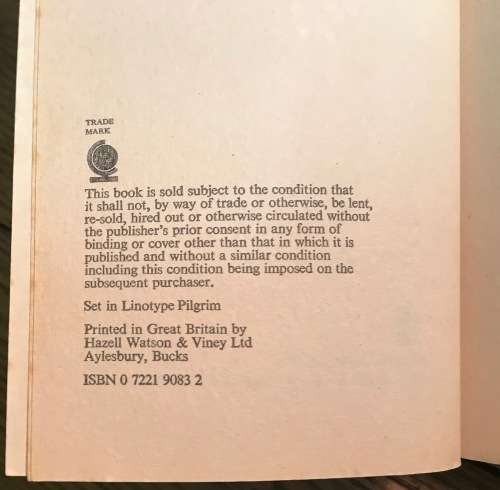 TRADE
MARK
This book is sold subject to the condition that
it shall not, by way of trade or otherwise, be lent,
re-sold, hired out or otherwise circulated without
the publisher's prior consent in any form of
binding or cover other than that in which it is
published and without a similar condition
including this condition being imposed on the
subsequent purchaser.
Set in Linotype Pilgrim
Printed in Great Britain by
Hazell Watson & Viney Ltd
Aylesbury, Bucks
ISBN 0 7221 9083 2